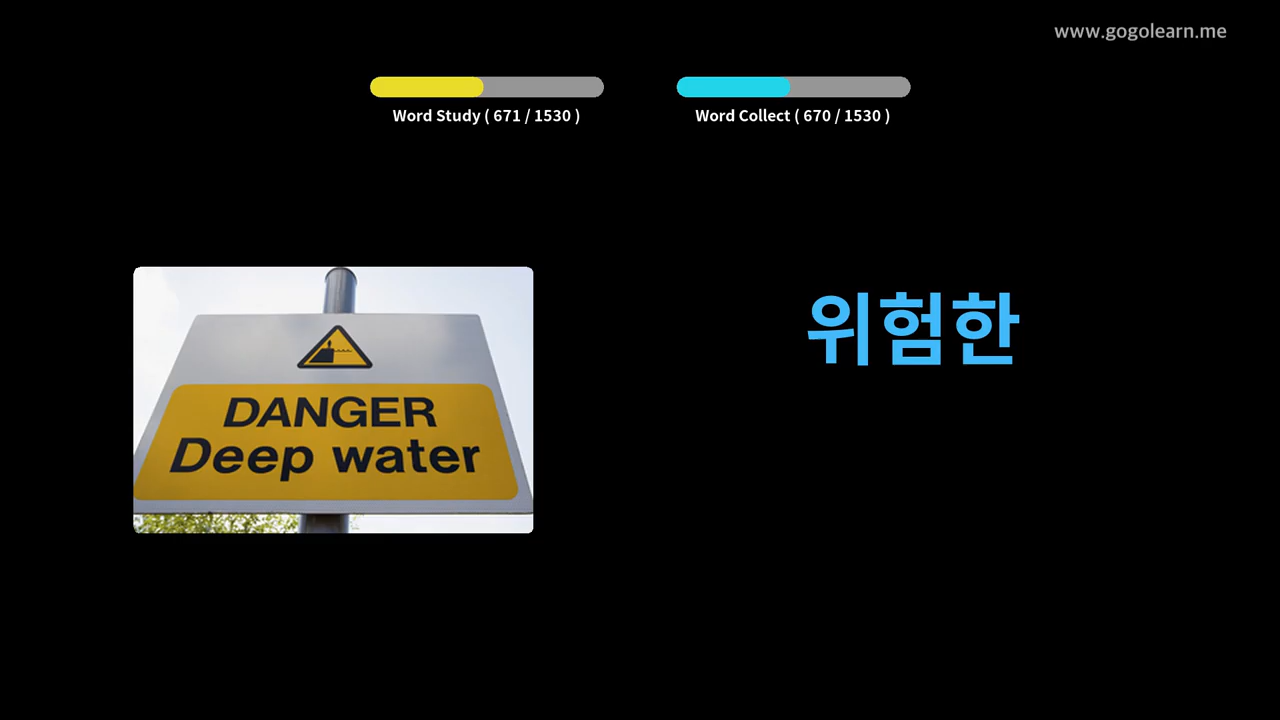 www.gogolearn.me
Word Study ( 671 / 1530 )
Word Collect ( 670 / 1530 )
위험한
DANGER
Deep water